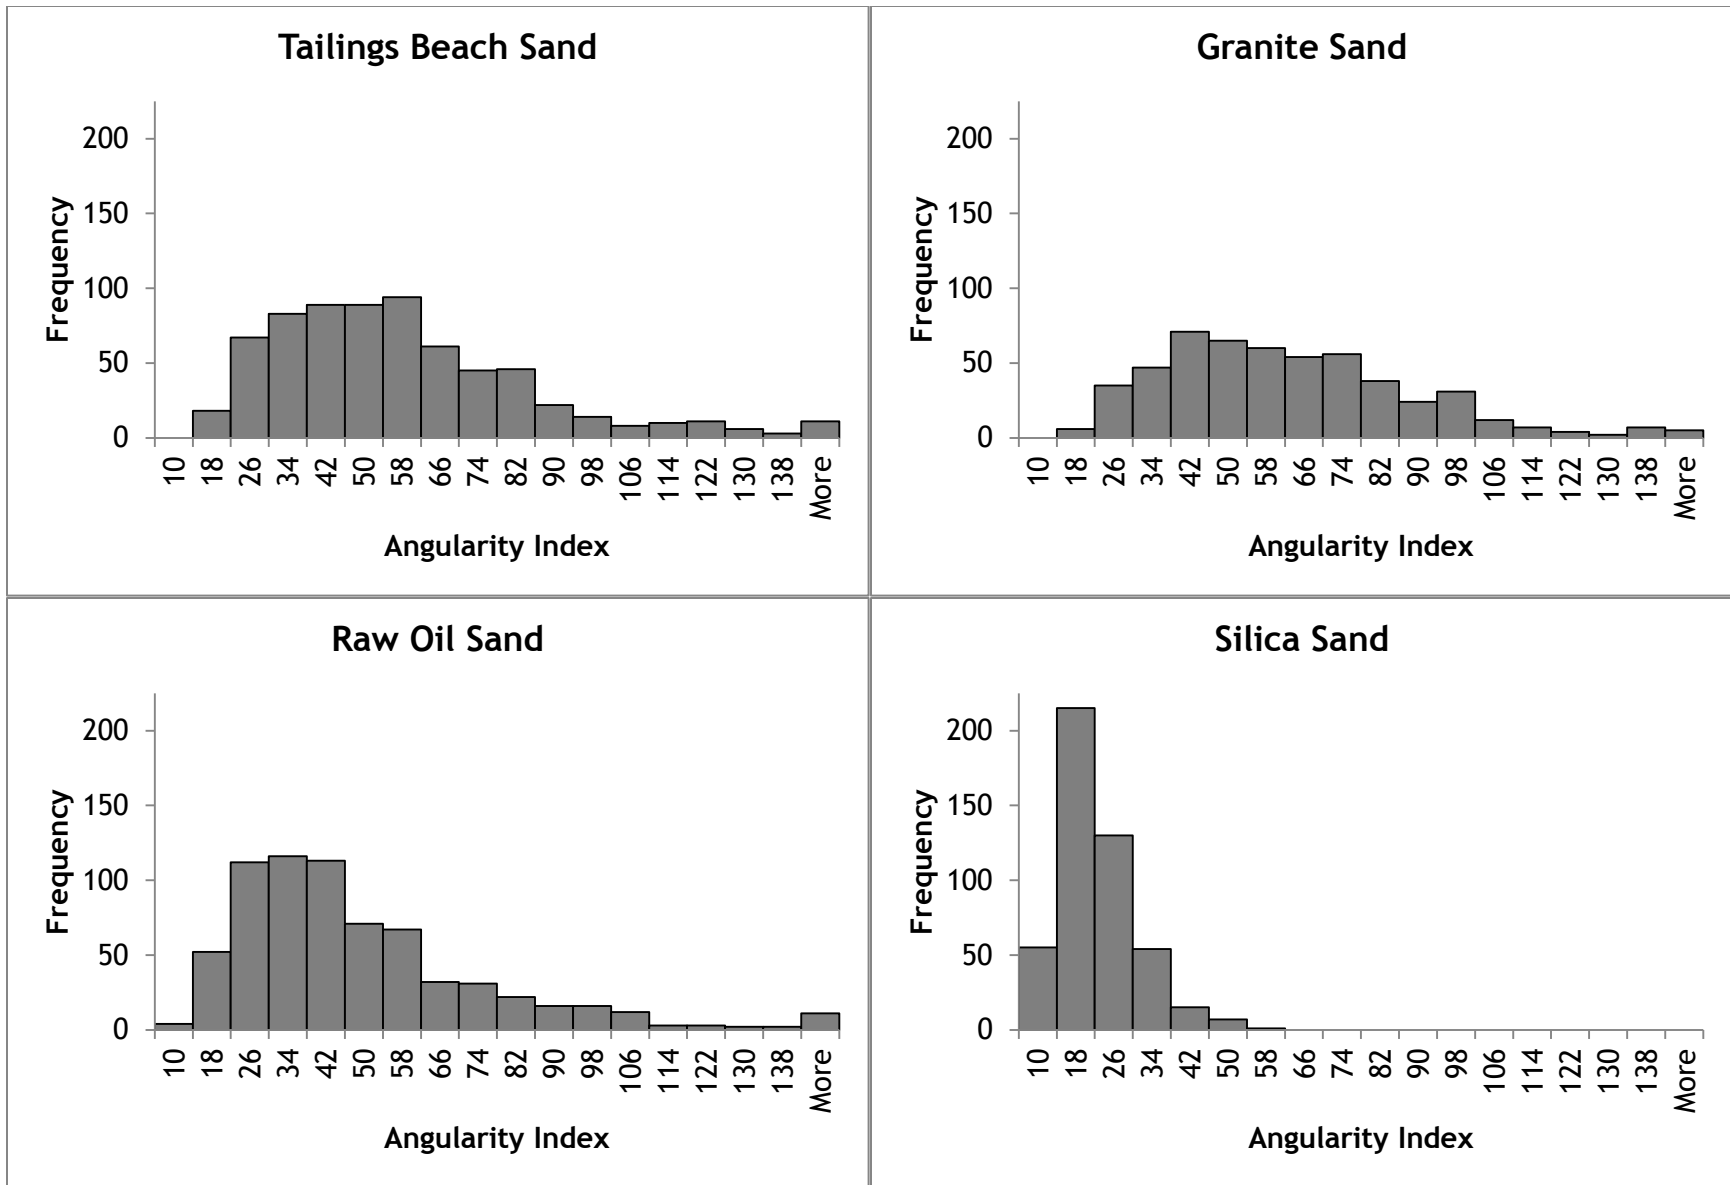 Tailings Beach Sand
Frequency
200
150
100
50
0
10 18 26 34 42 50 58 66 74 82 90 98 106 114 122 130 138 More
Angularity Index
Granite Sand
Frequency
200
150
100
50
0
10 18 26 34 42 50 58 66 74 82 90 98 106 114 122 130 138 More
Angularity Index
Raw Oil Sand
Frequency
200
150
100
50
0
10 18 26 34 42 50 58 66 74 82 90 98 106 114 122 130 138 More
Angularity Index
Silica Sand
Frequency
200
150
100
50
0
10 18 26 34 42 50 58 66 74 82 90 98 106 114 122 130 138 More
Angularity Index